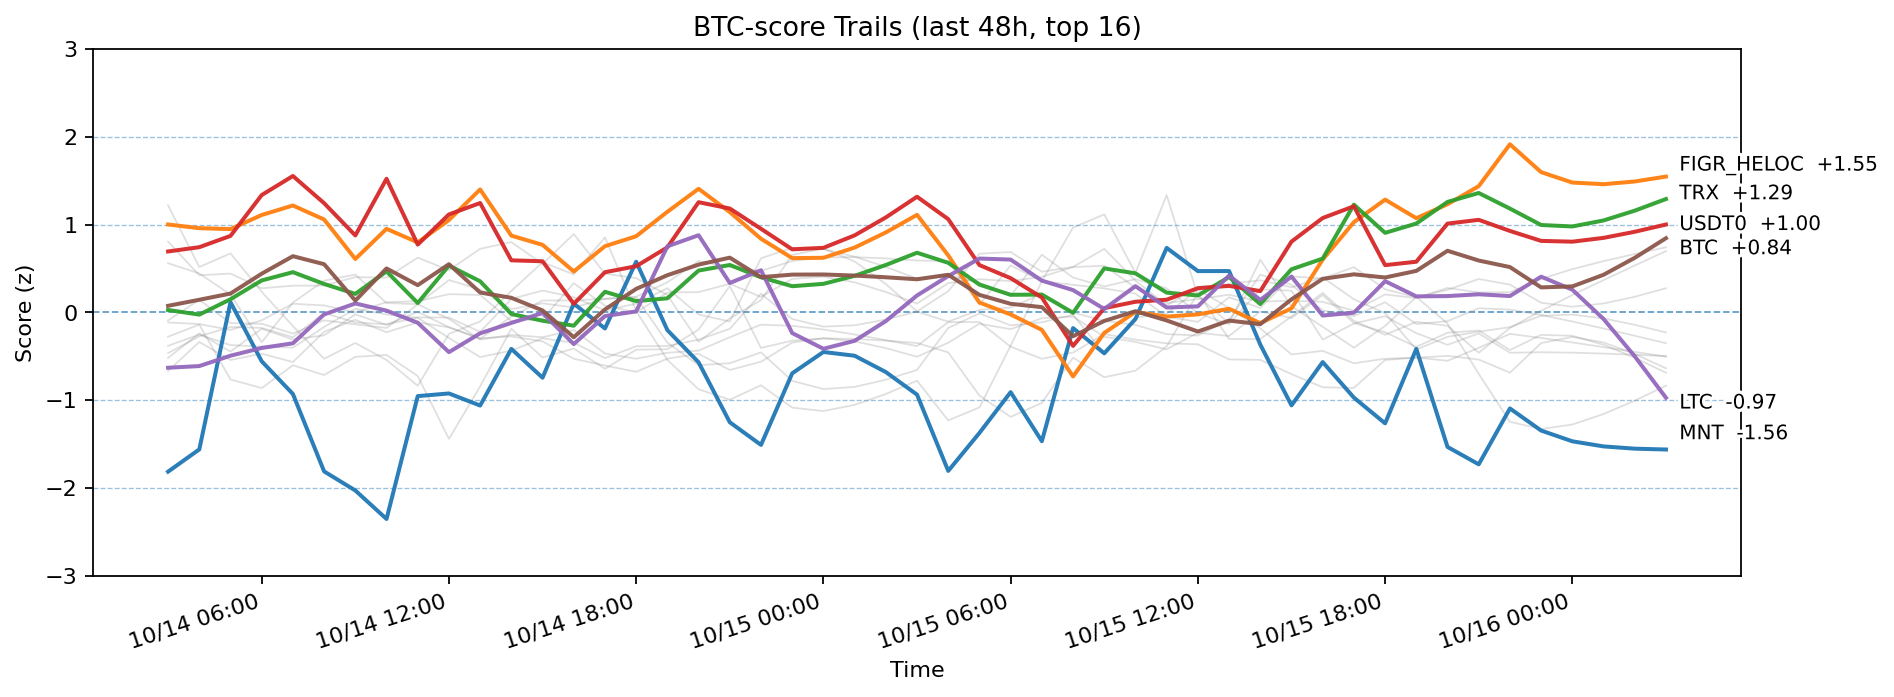 BTC-score Trails (last 48h, top 16)
Score (z)
3
2
1
0
−1
−2
−3
FIGR_HELOC +1.55
TRX +1.29
USDT0 +1.00
BTC +0.84
LTC -0.97
MNT -1.56
10/14 06:00
10/14 12:00
10/14 18:00
10/15 00:00
10/15 06:00
10/15 12:00
10/15 18:00
10/16 00:00
Time